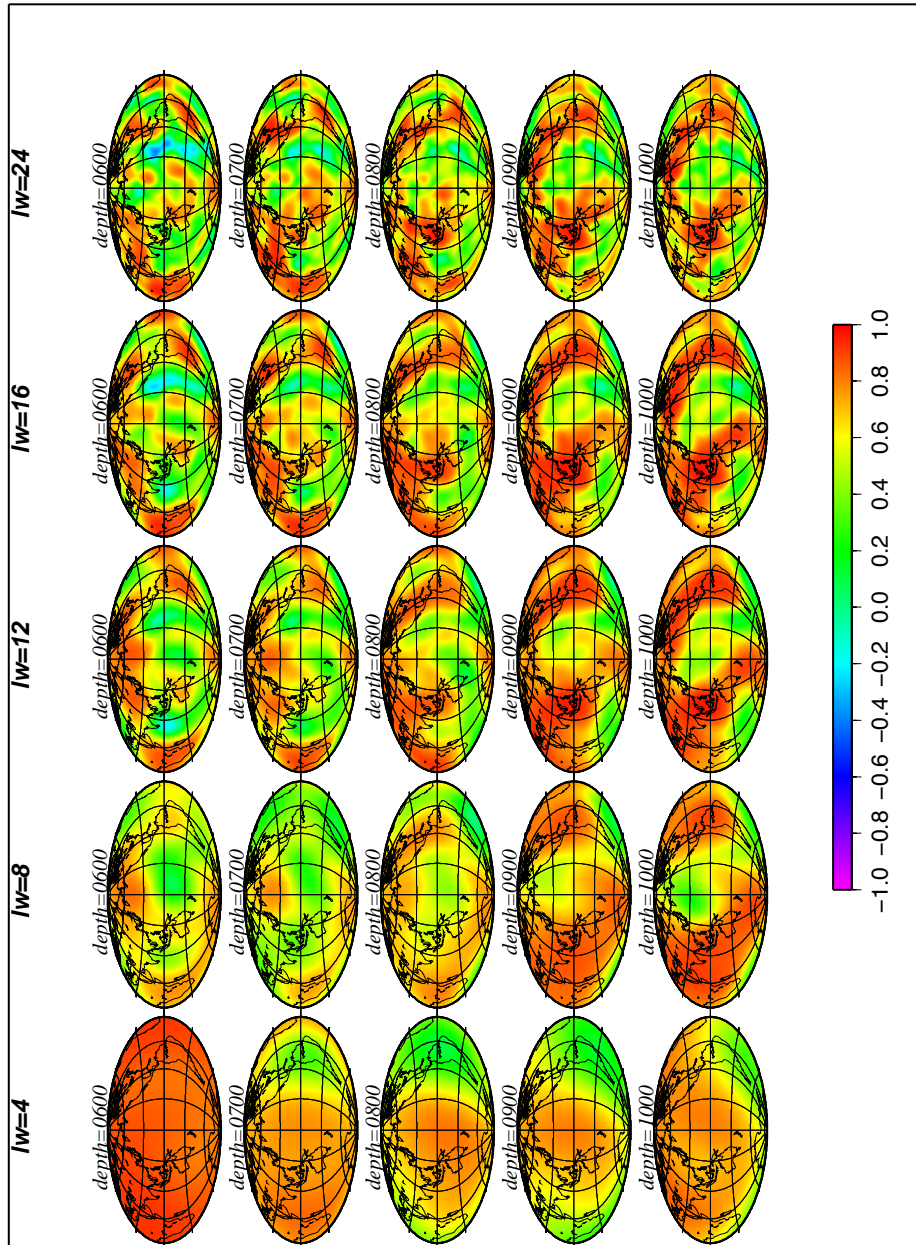 lw=4 lw=8 lw=12 lw=16 lw=24
depth=0600 depth=0600 depth=0600 depth=0600 depth=0600
depth=0700 depth=0700 depth=0700 depth=0700 depth=0700
depth=0800 depth=0800 depth=0800 depth=0800 depth=0800
depth=0900 depth=0900 depth=0900 depth=0900 depth=0900
depth=1000 depth=1000 depth=1000 depth=1000 depth=1000
−1.0 −0.8 −0.6 −0.4 −0.2 0.0 0.2 0.4 0.6 0.8 1.0